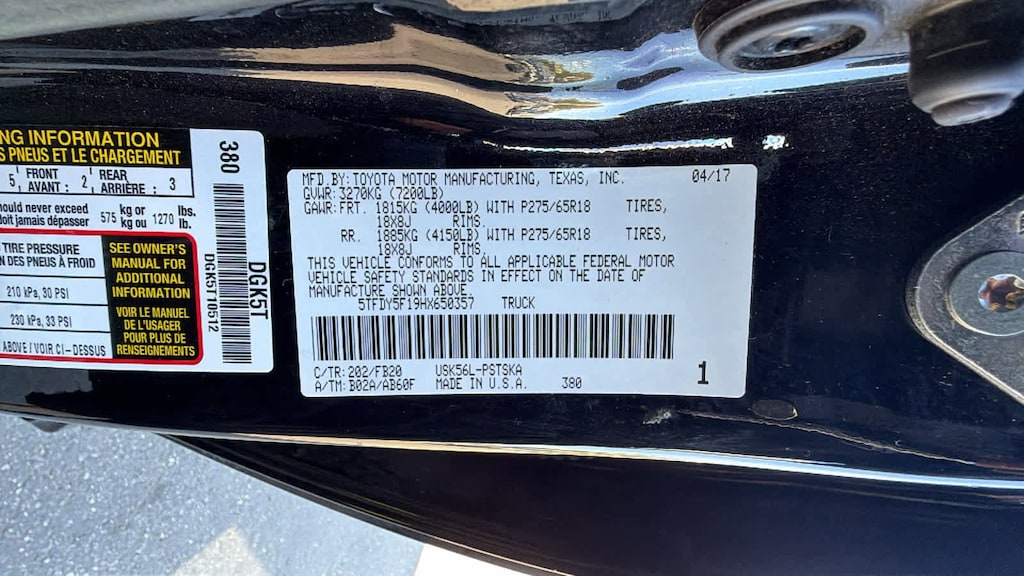 NG INFORMATION
S PNEUS ET LE CHARGEMENT
5, FRONT AVANT : 2, REAR ARRIÈRE : 3
ould never exceed 575 kg or 1270 lbs.
doit jamais dépasser kg ou lb.
TIRE PRESSURE
N DES PNEUS À FROID
210 kPa, 30 PSI
230 kPa, 33 PSI
ABOVE / VOIR CI-DESSUS
SEE OWNER'S
MANUAL FOR
ADDITIONAL
INFORMATION
VOIR LE MANUEL
DE L'USAGER
POUR PLUS DE
RENSEIGNEMENTS
380
DGK5T10512
DGK5T
MFD.BY: TOYOTA MOTOR MANUFACTURING, TEXAS, INC. 04/17
GVWR: 3270KG (7200LB)
GAWR: FRT. 1815KG (4000LB) WITH P275/65R18 TIRES,
18X8J RIMS
RR. 1885KG (4150LB) WITH P275/65R18 TIRES,
18X8J RIMS
THIS VEHICLE CONFORMS TO ALL APPLICABLE FEDERAL MOTOR
VEHICLE SAFETY STANDARDS IN EFFECT ON THE DATE OF
MANUFACTURE SHOWN ABOVE.
5TFDY5F19HX650357 TRUCK
C/TR: 202/FB20 USK56L-PSTSKA
A/TM: B02A/AB60F MADE IN U.S.A. 380 1